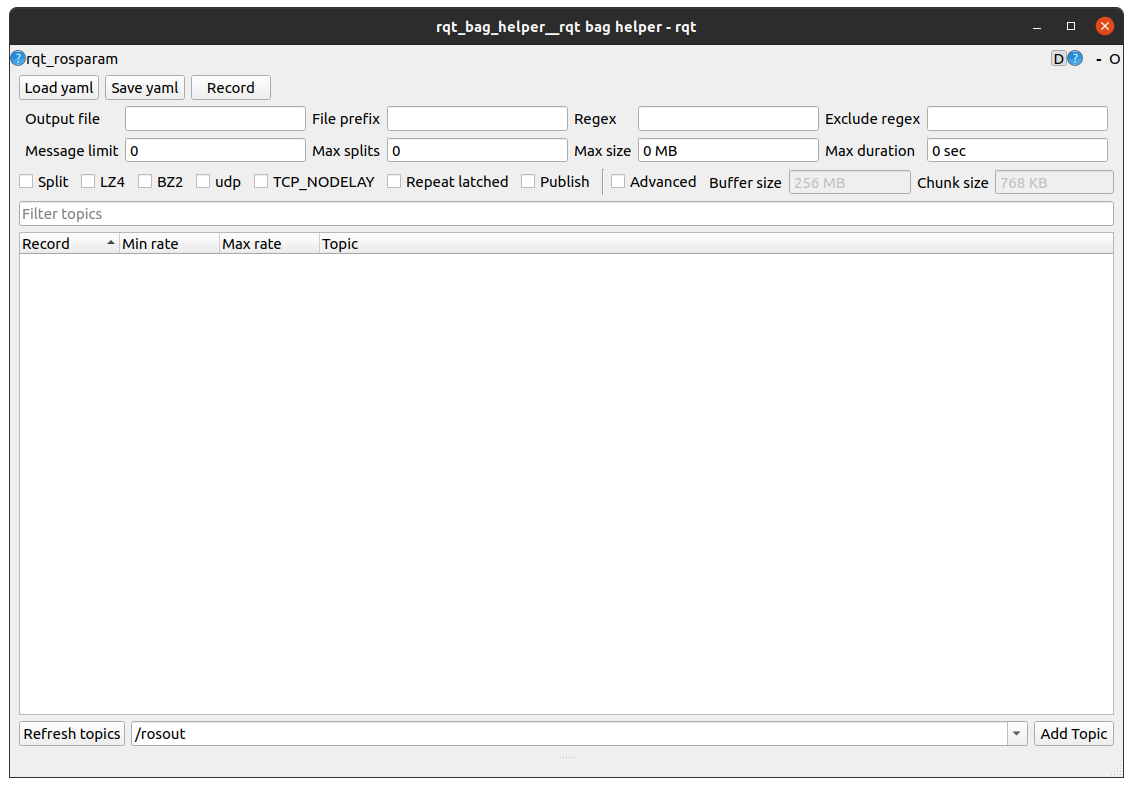 rqt_bag_helper__rqt bag helper - rqt
?rqt_rosparam D? - O
Load yaml Save yaml Record
Output file File prefix Regex Exclude regex
Message limit 0 Max splits 0 Max size 0 MB Max duration 0 sec
Split LZ4 BZ2 udp TCP_NODELAY Repeat latched Publish Advanced Buffer size 256 MB Chunk size 768 KB
Filter topics
Record Min rate Max rate Topic
Refresh topics /rosout Add Topic